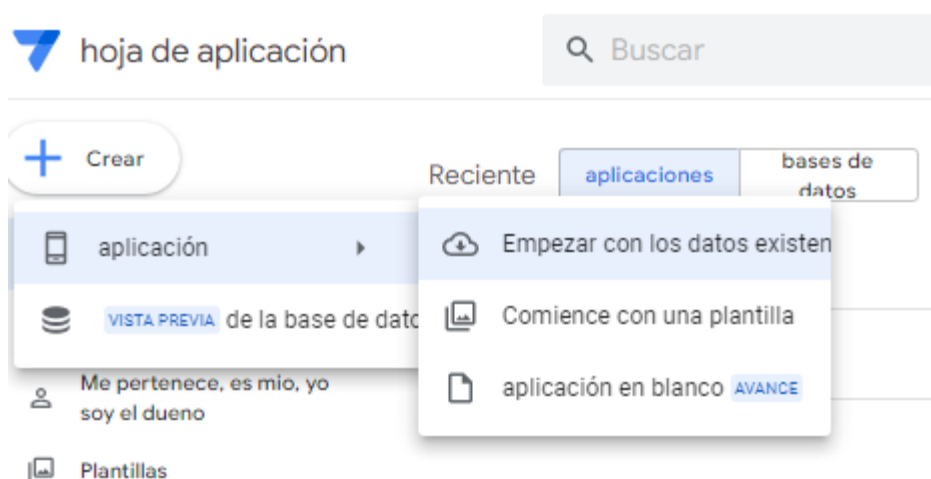 hoja de aplicación
Buscar
Crear
Reciente
aplicaciones
bases de
datos
aplicación
Empezar con los datos existen
VISTA PREVIA de la base de dato
Comience con una plantilla
aplicación en blanco AVANCE
Me pertenece, es mio, yo
soy el dueno
Plantillas